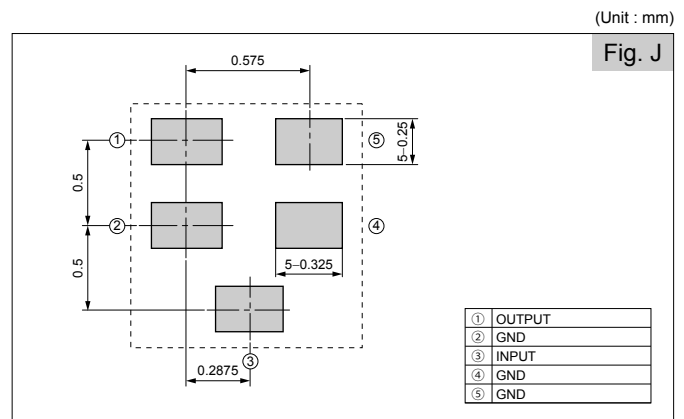 (Unit : mm)
Fig. J
0.575
①
⑤
5–0.25
0.5
②
④
0.5
5–0.325
③
0.2875
① OUTPUT
② GND
③ INPUT
④ GND
⑤ GND